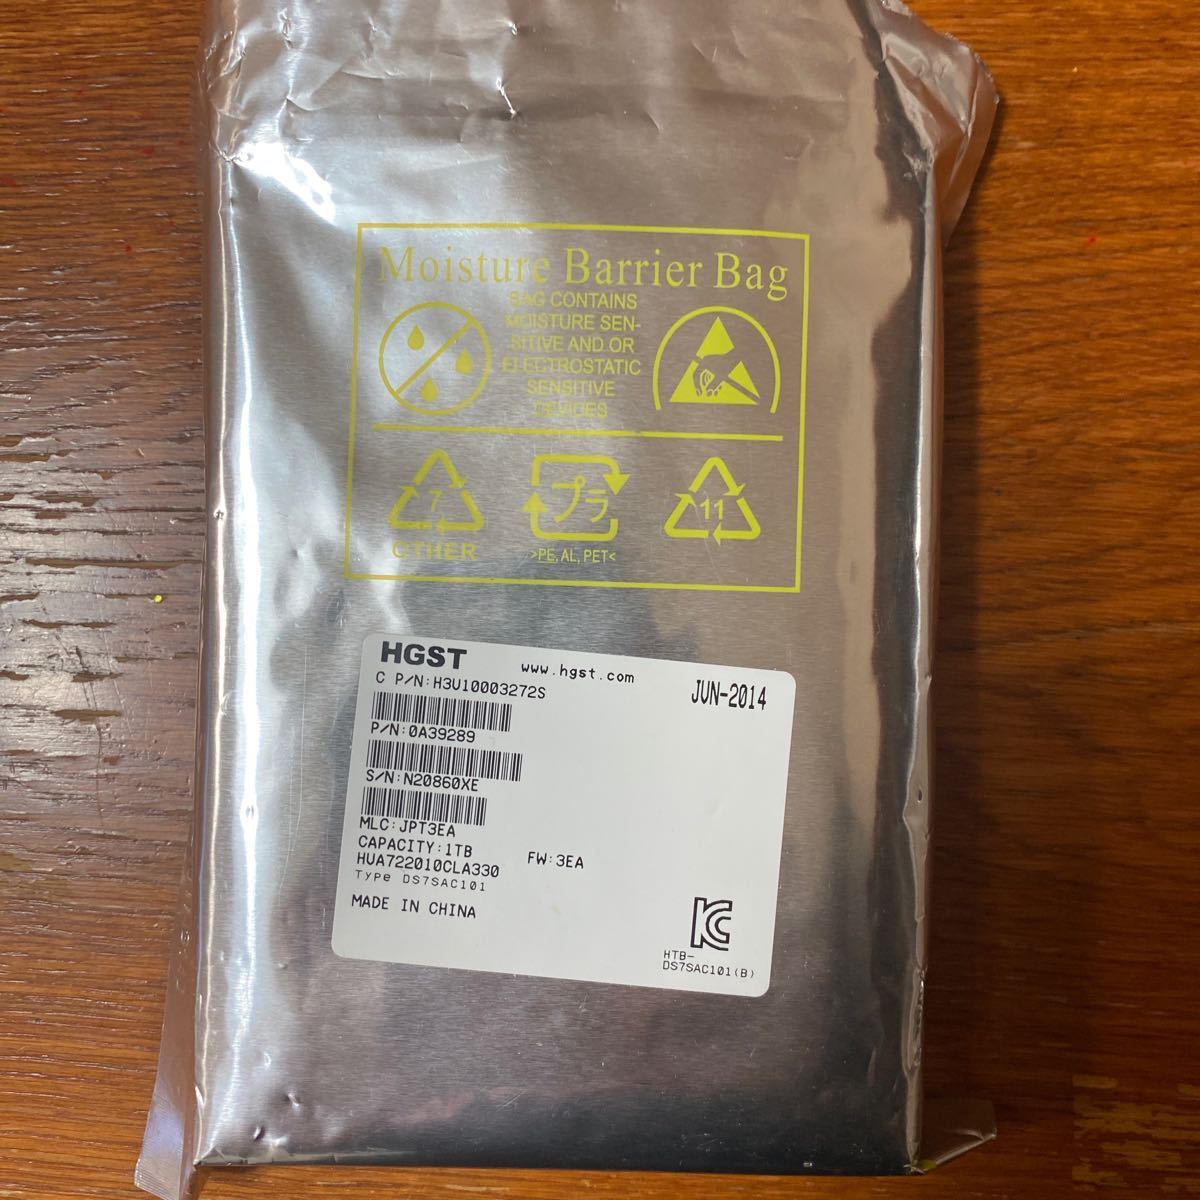 Moisture Barrier Bag
BAG CONTAINS
MOISTURE SEN-
SITIVE AND OR
ELECTROSTATIC
SENSITIVE
DEVICES
7
OTHER
プラ
>PE, AL, PET<
11
HGST
www.hgst.com
JUN-2014
C P/N:H3U10003272S
P/N:0A39289
S/N:N20860XE
MLC:JPT3EA
CAPACITY:1TB
FW:3EA
HUA722010CLA330
Type DS7SAC101
MADE IN CHINA
HTB-
DS7SAC101(B)